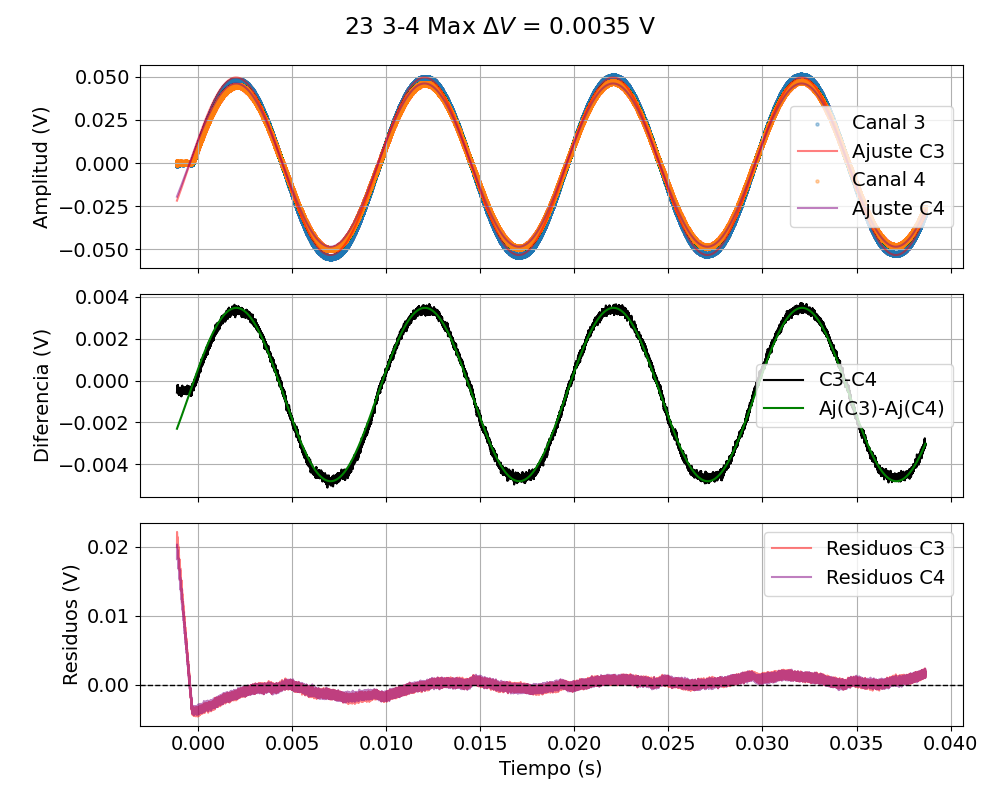 23 3-4 Max ΔV = 0.0035 V
Amplitud (V)
0.050
0.025
0.000
−0.025
−0.050
Canal 3
Ajuste C3
Canal 4
Ajuste C4
Diferencia (V)
0.004
0.002
0.000
−0.002
−0.004
C3-C4
Aj(C3)-Aj(C4)
Residuos (V)
0.02
0.01
0.00
Residuos C3
Residuos C4
0.000 0.005 0.010 0.015 0.020 0.025 0.030 0.035 0.040
Tiempo (s)